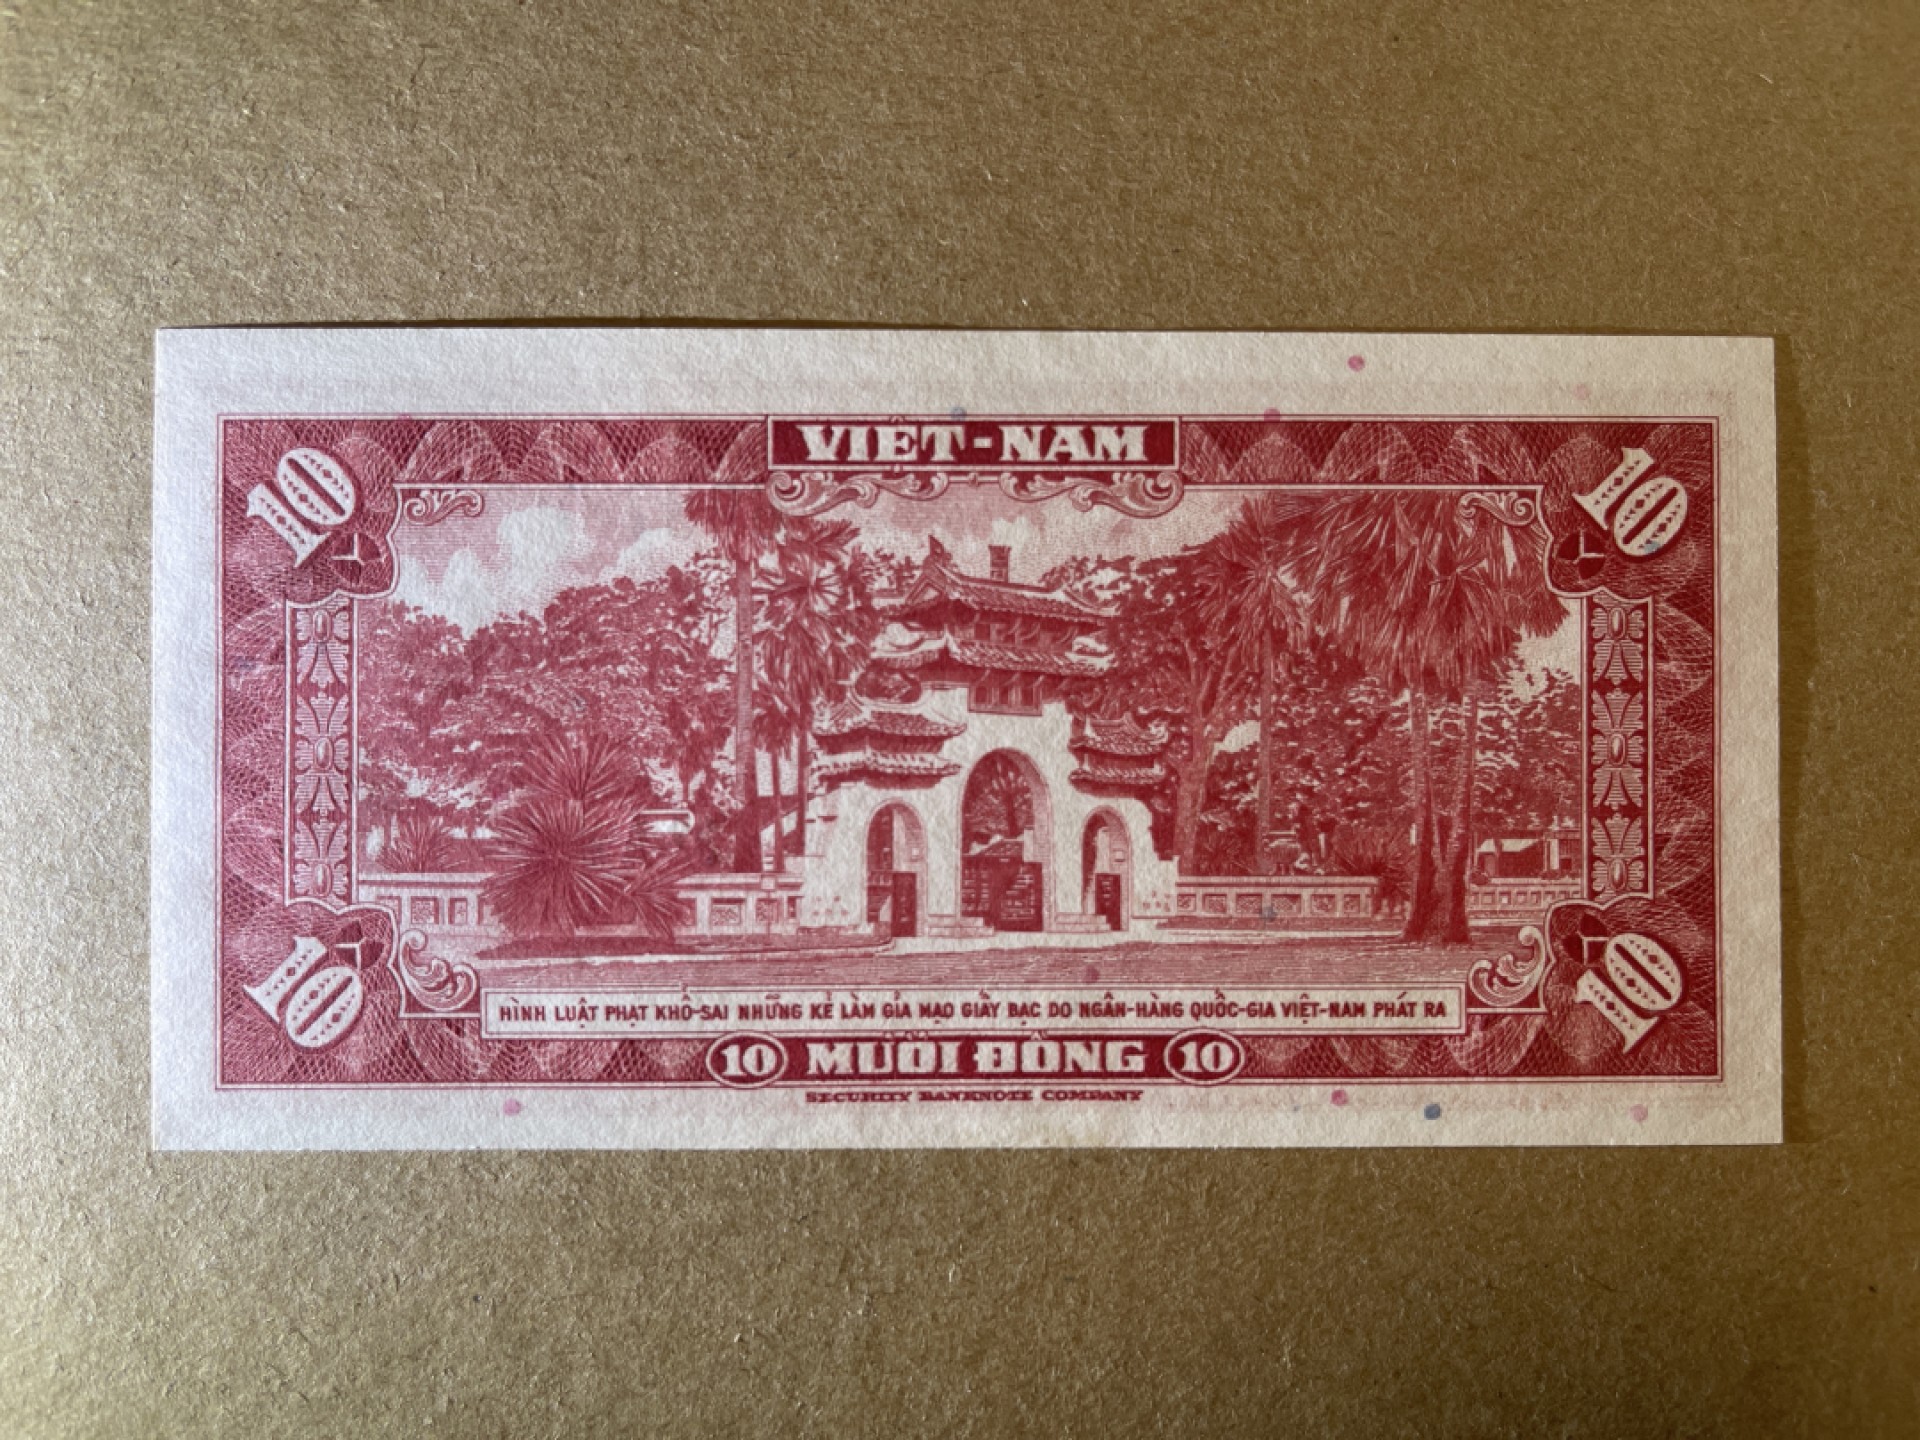 VIỆT-NAM
10 10
10 10
HÌNH LUẬT PHẠT KHỔ-SAI NHỮNG KẺ LÀM GIẢ MẠO GIẤY BẠC DO NGÂN-HÀNG QUỐC-GIA VIỆT-NAM PHÁT RA
10 MƯỜI ĐỒNG 10
SECURITY BANKNOTE COMPANY